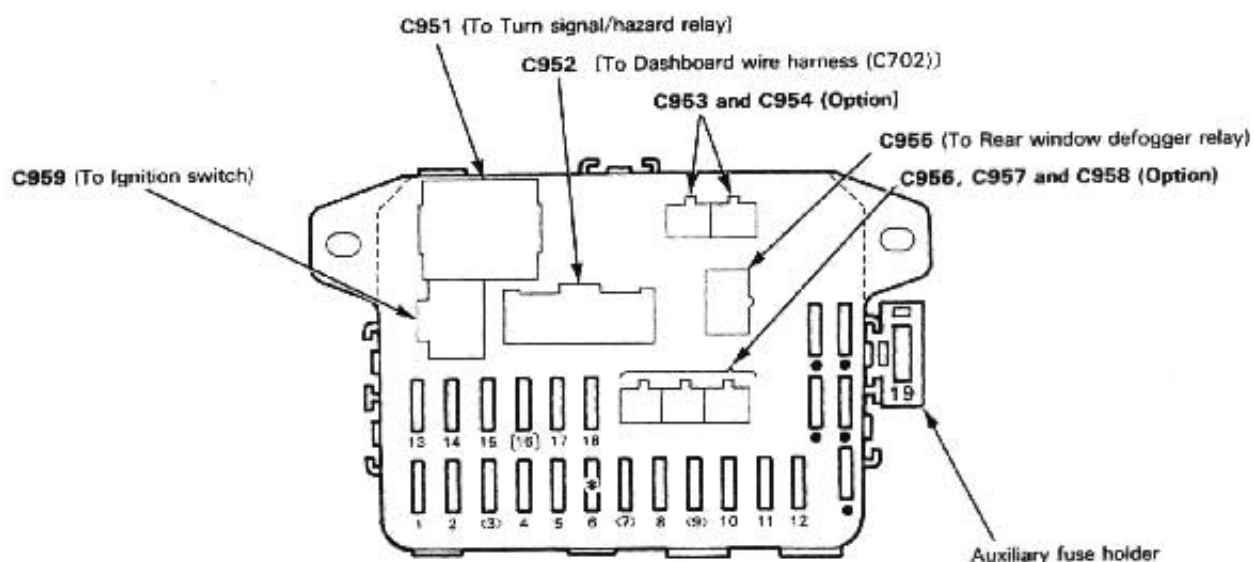 C951 (To Turn signal/hazard relay)
C952 [To Dashboard wire harness (C702)]
C953 and C954 (Option)
C955 (To Rear window defogger relay)
C959 (To Ignition switch)
C956, C957 and C958 (Option)
19
13 14 15 [16] 17 18
*
1 2 (3) 4 5 6 (7) 8 (9) 10 11 12
Auxiliary fuse holder